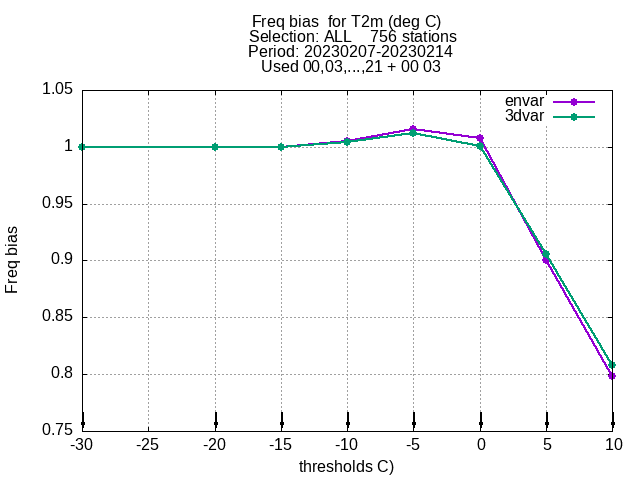 Freq bias  for T2m (deg C)
Selection: ALL    756 stations
Period: 20230207-20230214
Used 00,03,...,21 + 00 03
envar
3dvar
1.05
1
0.95
0.9
0.85
0.8
0.75
Freq bias
-30 -25 -20 -15 -10 -5 0 5 10
thresholds C)